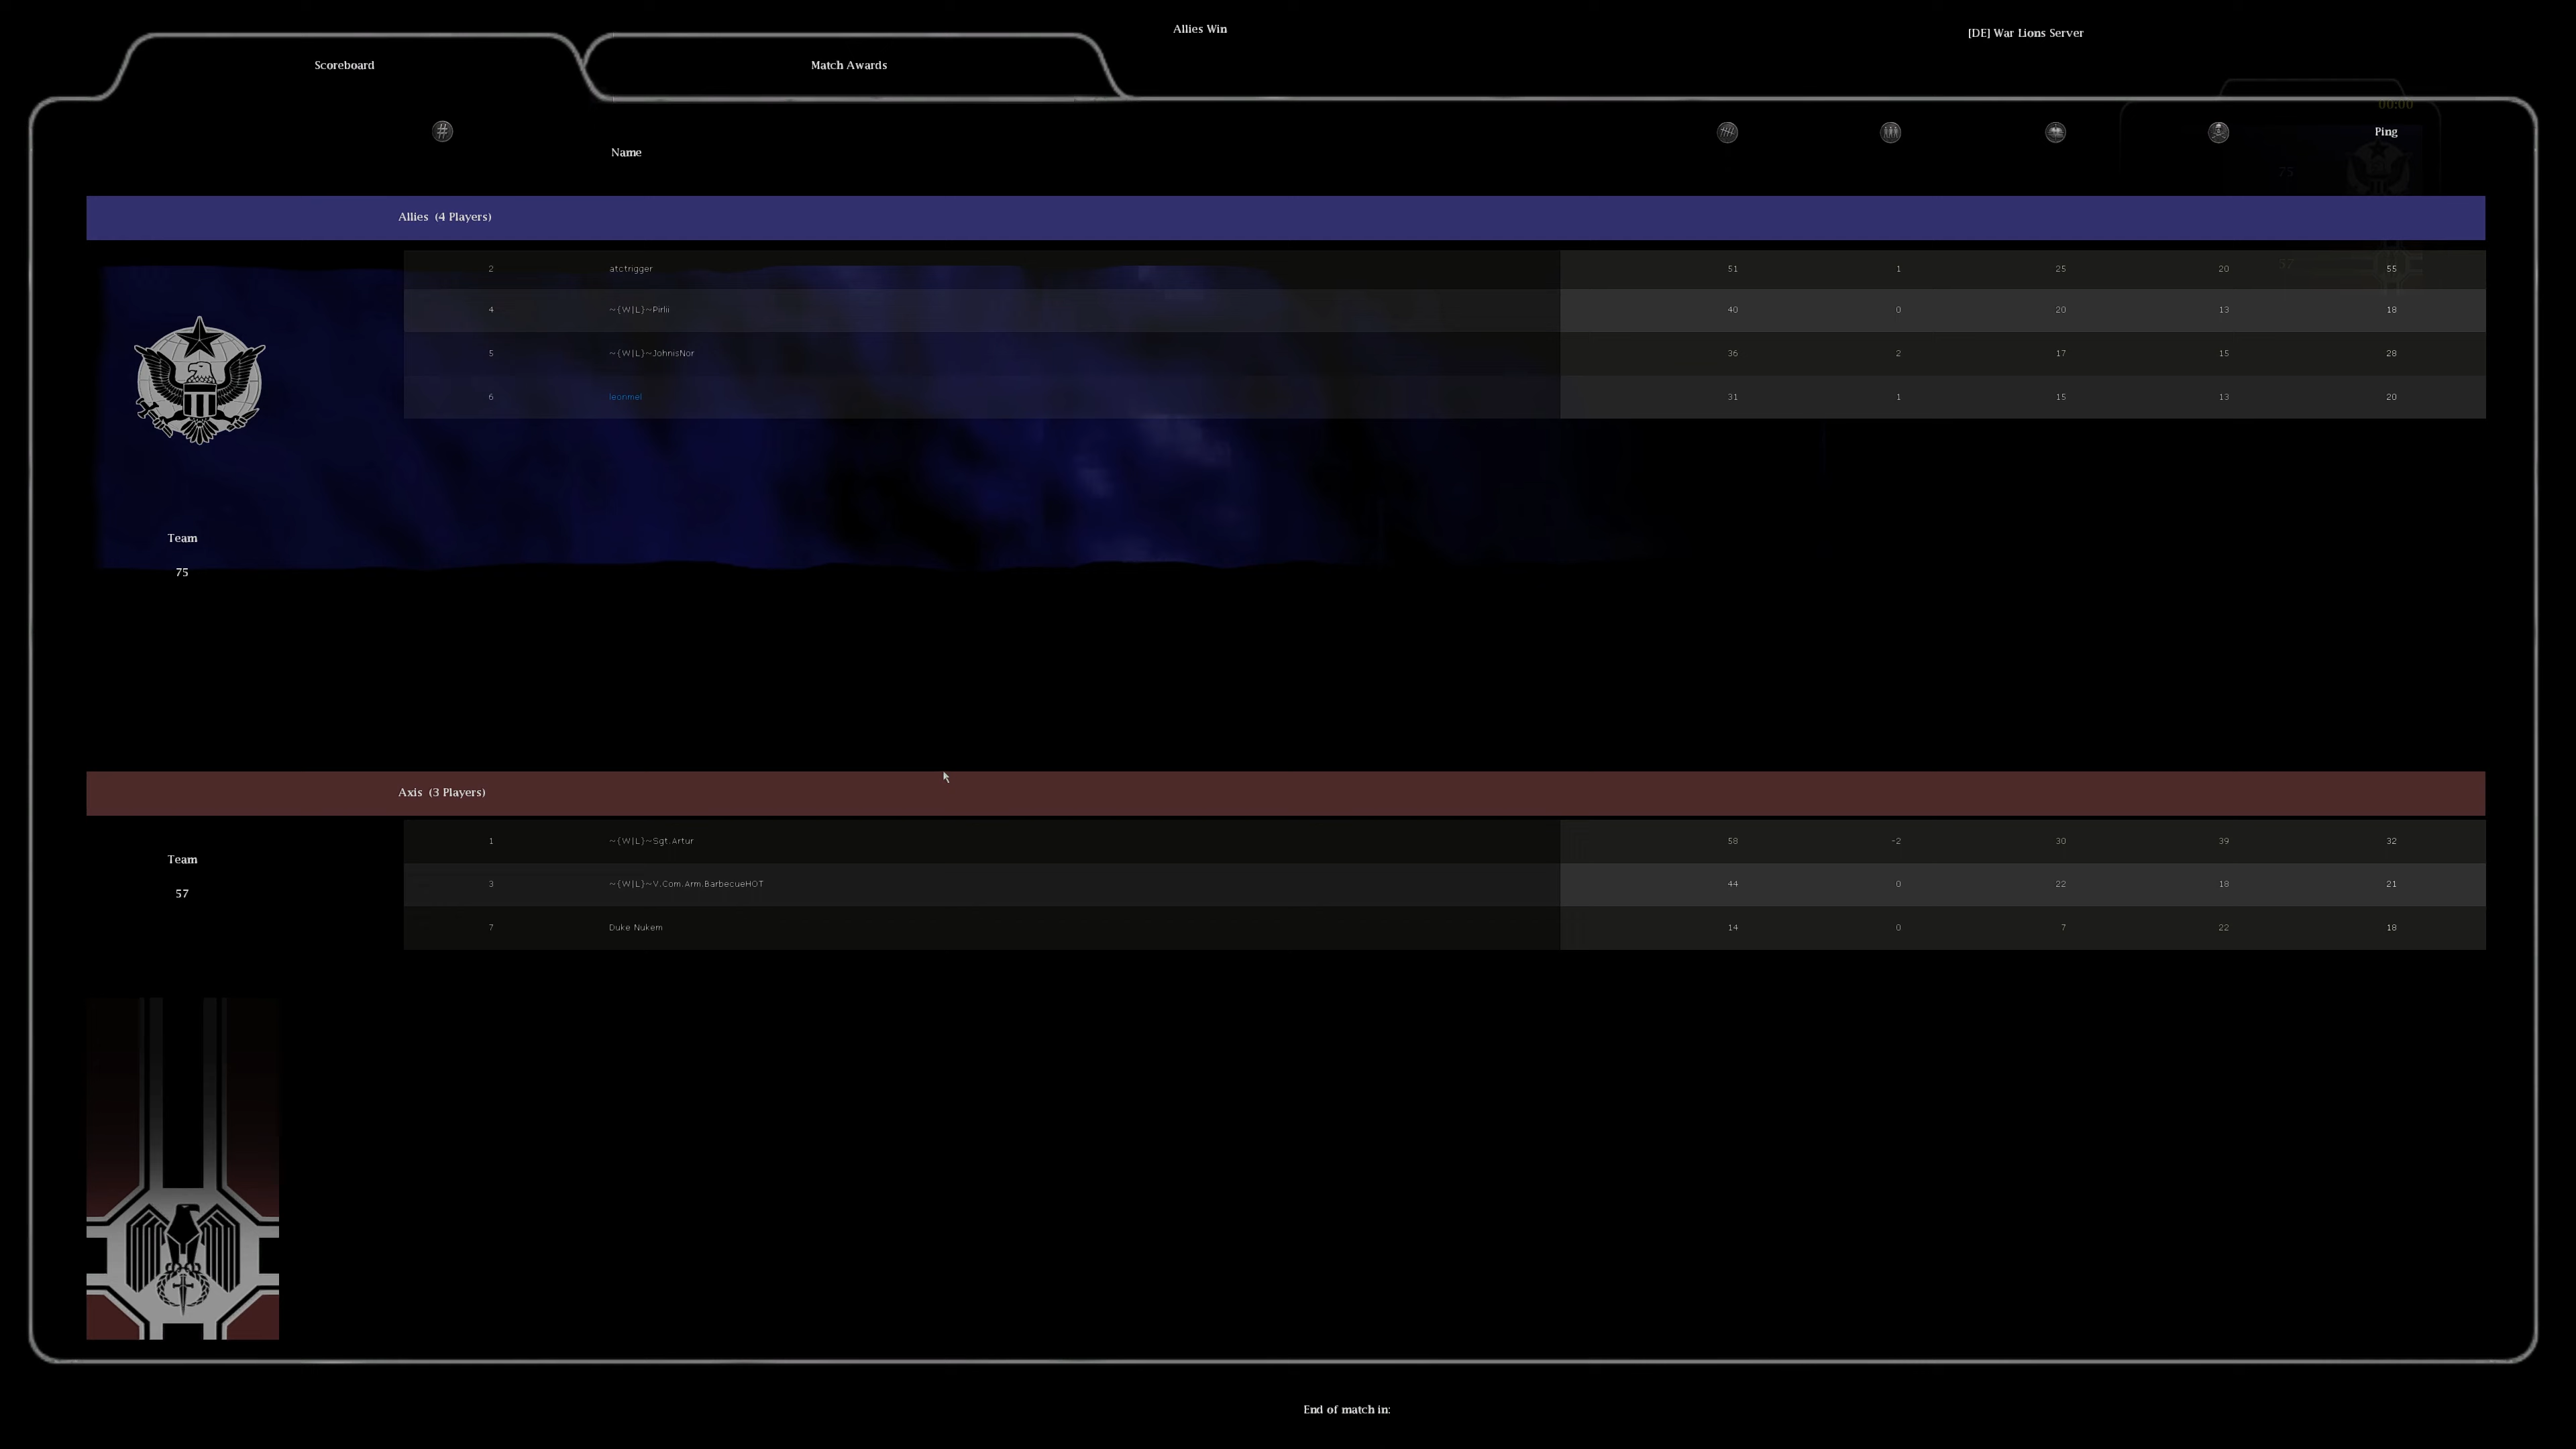 Allies Win
[DE] War Lions Server
Scoreboard
Match Awards
00:00
#
Name
Ping
75
Allies (4 Players)
2 atctrigger 51 1 25 20 55
57
4 ~{W|L}~Pirlii 40 0 20 13 18
5 ~{W|L}~JohnisNor 36 2 17 15 28
6 leonmel 31 1 15 13 20
Team
75
Axis (3 Players)
1 ~{W|L}~Sgt.Artur 58 -2 30 39 32
Team
3 ~{W|L}~V.Com.Arm.BarbecueHOT 44 0 22 18 21
57
7 Duke Nukem 14 0 7 22 18
End of match in: